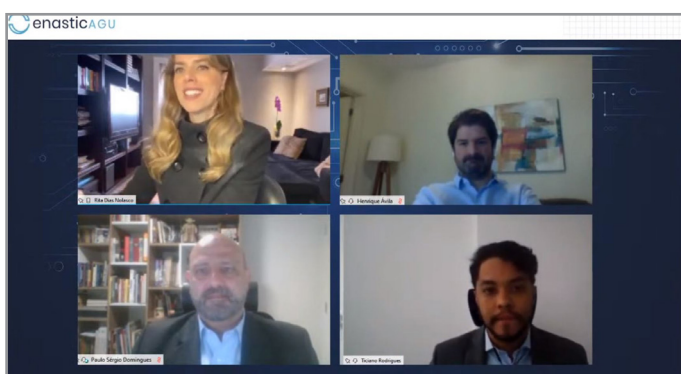 enasticAGU
Rita Dias Nolasco
Henrique Ávila
Paulo Sérgio Domingues
Ticiano Rodrigues